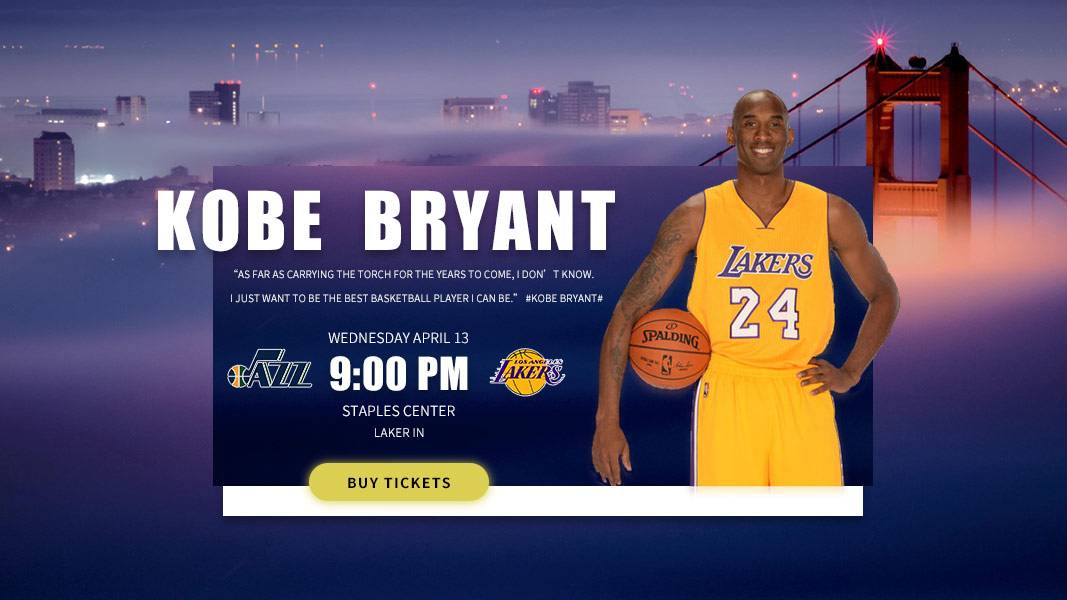 KOBE BRYANT
“AS FAR AS CARRYING THE TORCH FOR THE YEARS TO COME, I DON’T KNOW.
I JUST WANT TO BE THE BEST BASKETBALL PLAYER I CAN BE.” #KOBE BRYANT#
WEDNESDAY APRIL 13
JAZZ
9:00 PM
LOS ANGELES
LAKERS
STAPLES CENTER
LAKER IN
BUY TICKETS
LAKERS
24
SPALDING